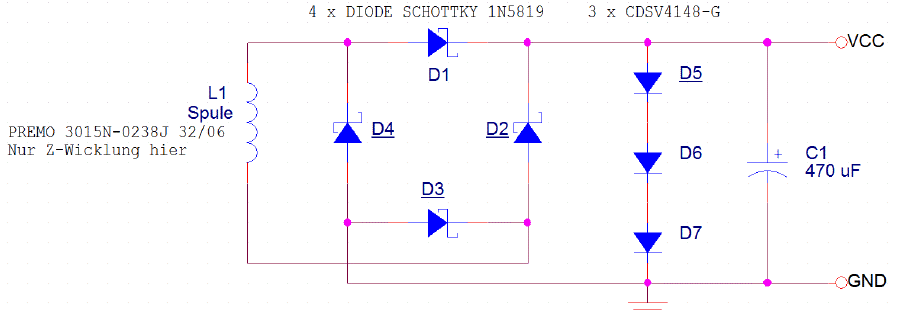 4 x DIODE SCHOTTKY 1N5819
3 x CDSV4148-G
VCC
D1
D5
L1
Spule
PREMO 3015N-0238J 32/06
Nur Z-Wicklung hier
D4
D2
D6
C1
+
470 uF
D3
D7
GND